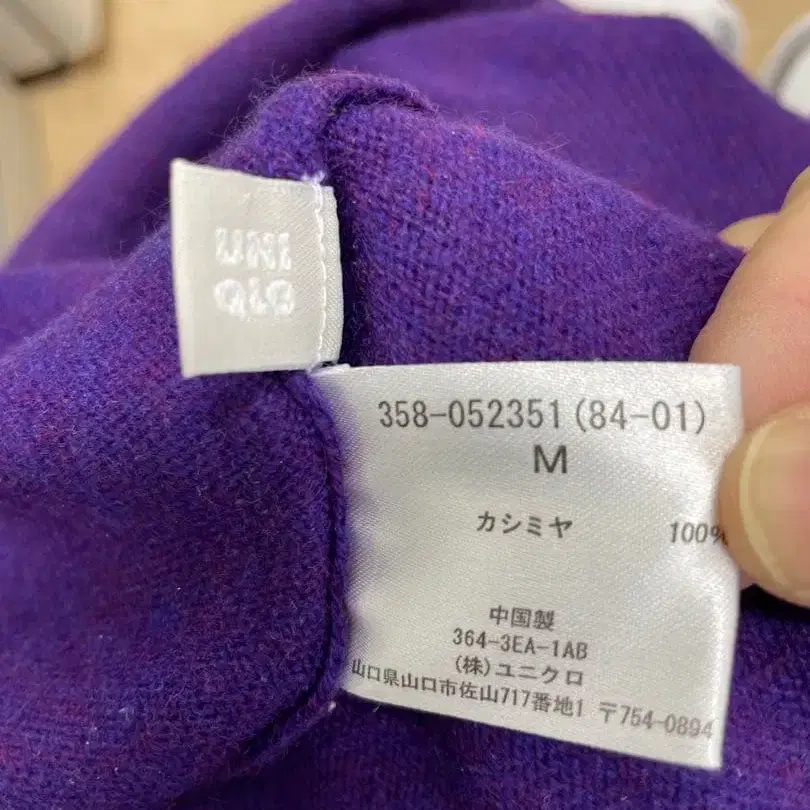 UNI
QLO
358-052351(84-01)
M
カシミヤ 100%
中国製
364-3EA-1AB
(株)ユニクロ
山口県山口市佐山717番地1 〒754-0894